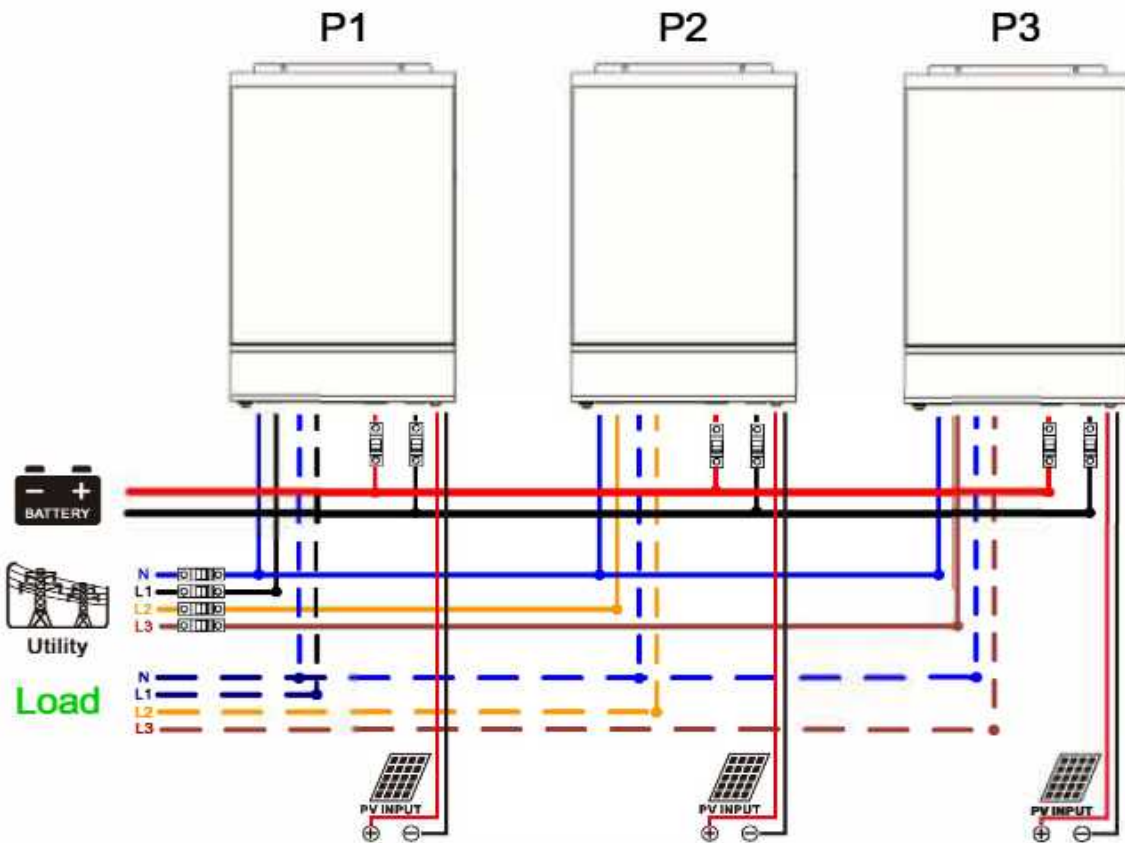 P1 P2 P3
- +
BATTERY
N
L1
L2
L3
Utility
Load
N
L1
L2
L3
PV INPUT PV INPUT PV INPUT
+ - + - + -